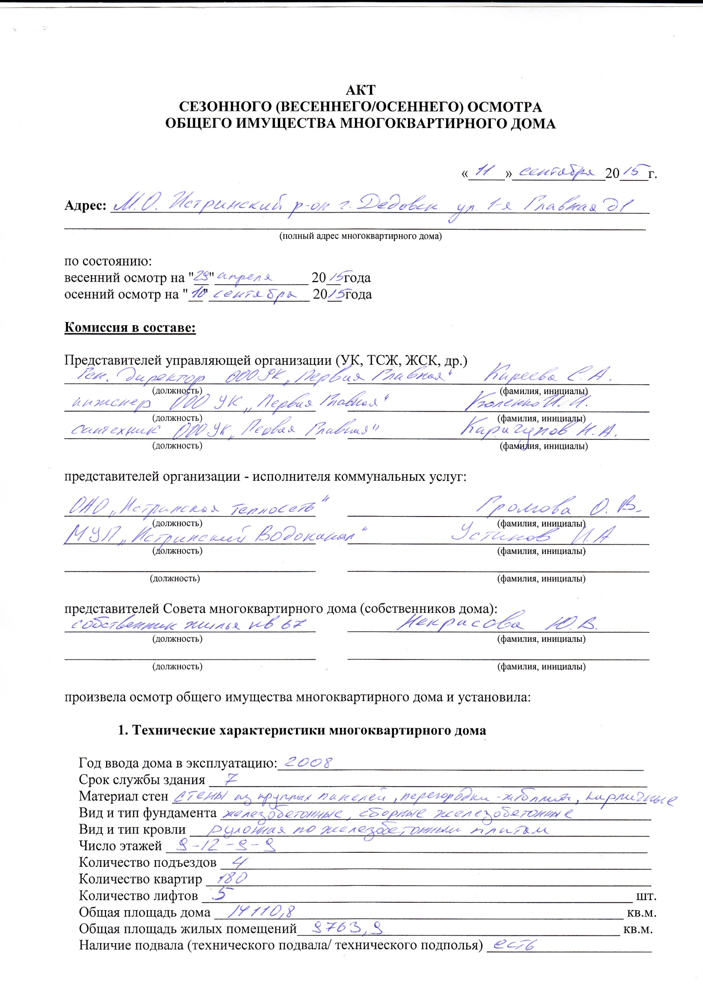 АКТ
СЕЗОННОГО (ВЕСЕННЕГО/ОСЕННЕГО) ОСМОТРА
ОБЩЕГО ИМУЩЕСТВА МНОГОКВАРТИРНОГО ДОМА
« 11 » сентября 2015 г.
Адрес: М.О. Истринский р-он г. Дедовск ул. 1-я Главная д1
(полный адрес многоквартирного дома)
по состоянию:
весенний осмотр на "29" апреля 2015года
осенний осмотр на "10" сентября 2015года
Комиссия в составе:
Представителей управляющей организации (УК, ТСЖ, ЖСК, др.)
Ген. директор ООО УК „Первая Главная“ Киреева С.А.
(должность) (фамилия, инициалы)
инженер ООО УК „Первая Главная“ И.И.
(должность) (фамилия, инициалы)
сантехник ООО УК „Первая Главная" Карачунов Н.А.
(должность) (фамилия, инициалы)
представителей организации - исполнителя коммунальных услуг:
ОАО „Истринская теплосеть“ Громова О.В.
(должность) (фамилия, инициалы)
МУП „Истринский Водоканал“ Устинов И.А
(должность) (фамилия, инициалы)
(должность) (фамилия, инициалы)
представителей Совета многоквартирного дома (собственников дома):
собственник жилья кв 67 Некрасова Ю.В.
(должность) (фамилия, инициалы)
(должность) (фамилия, инициалы)
произвела осмотр общего имущества многоквартирного дома и установила:
1. Технические характеристики многоквартирного дома
Год ввода дома в эксплуатацию: 2008
Срок службы здания 7
Материал стен стены из крупных панелей, перегородки - ж/б плиты, кирпичные
Вид и тип фундамента железобетонные, сборные железобетонные
Вид и тип кровли рулонная по железобетонным плитам
Число этажей 9-12-9-9
Количество подъездов 4
Количество квартир 180
Количество лифтов 5 шт.
Общая площадь дома 14110,8 кв.м.
Общая площадь жилых помещений 9763,9 кв.м.
Наличие подвала (технического подвала/ технического подполья) есть